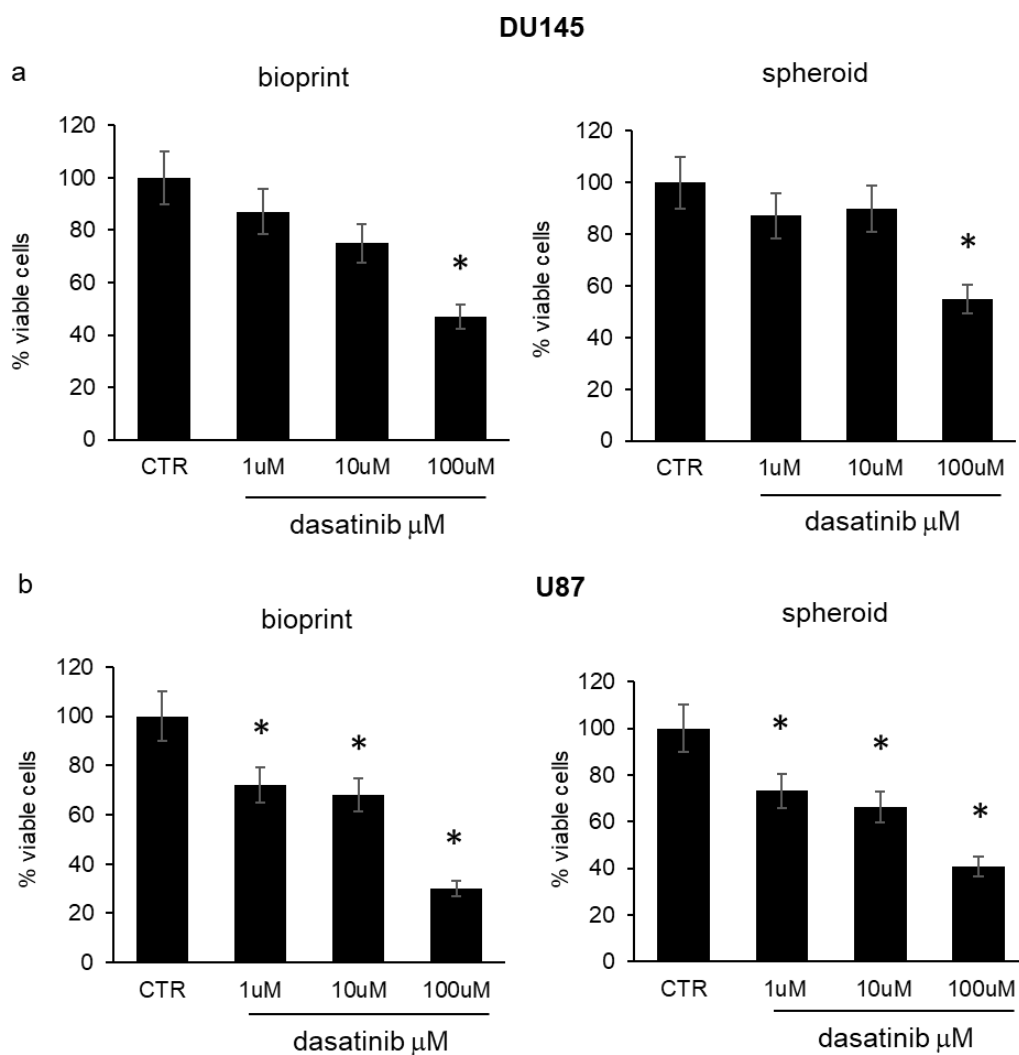 DU145
a
bioprint
spheroid
% viable cells
120
100
80
60
40
20
0
*
CTR
1uM
10uM
100uM
dasatinib μM
% viable cells
120
100
80
60
40
20
0
*
CTR
1uM
10uM
100uM
dasatinib μM
b
U87
bioprint
spheroid
% viable cells
120
100
80
60
40
20
0
*
*
*
CTR
1uM
10uM
100uM
dasatinib μM
% viable cells
120
100
80
60
40
20
0
*
*
*
CTR
1uM
10uM
100uM
dasatinib μM